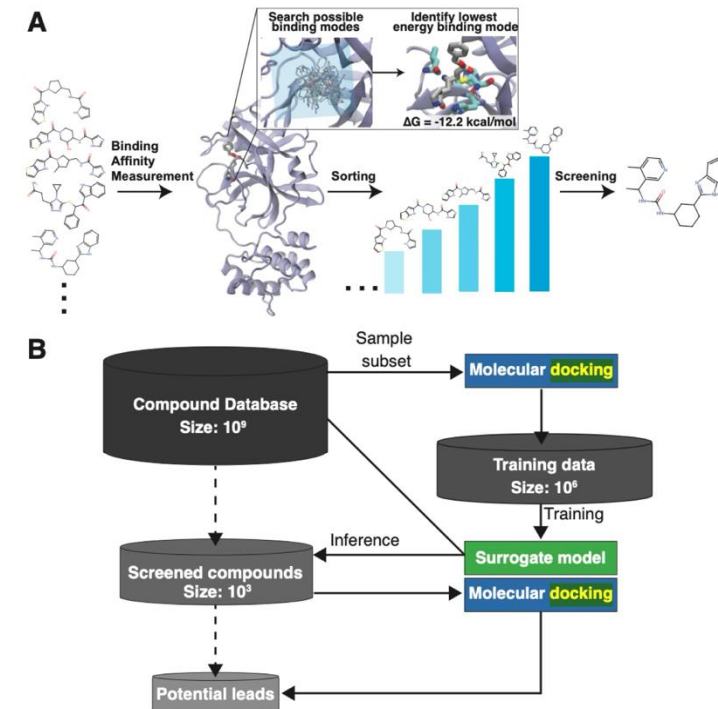 A
Search possible
binding modes
Identify lowest
energy binding mode
ΔG = -12.2 kcal/mol
Binding
Affinity
Measurement
Sorting
Screening
B
Sample
subset
Molecular docking
Compound Database
Size: 10⁹
Training data
Size: 10⁶
Training
Inference
Surrogate model
Screened compounds
Size: 10³
Molecular docking
Potential leads